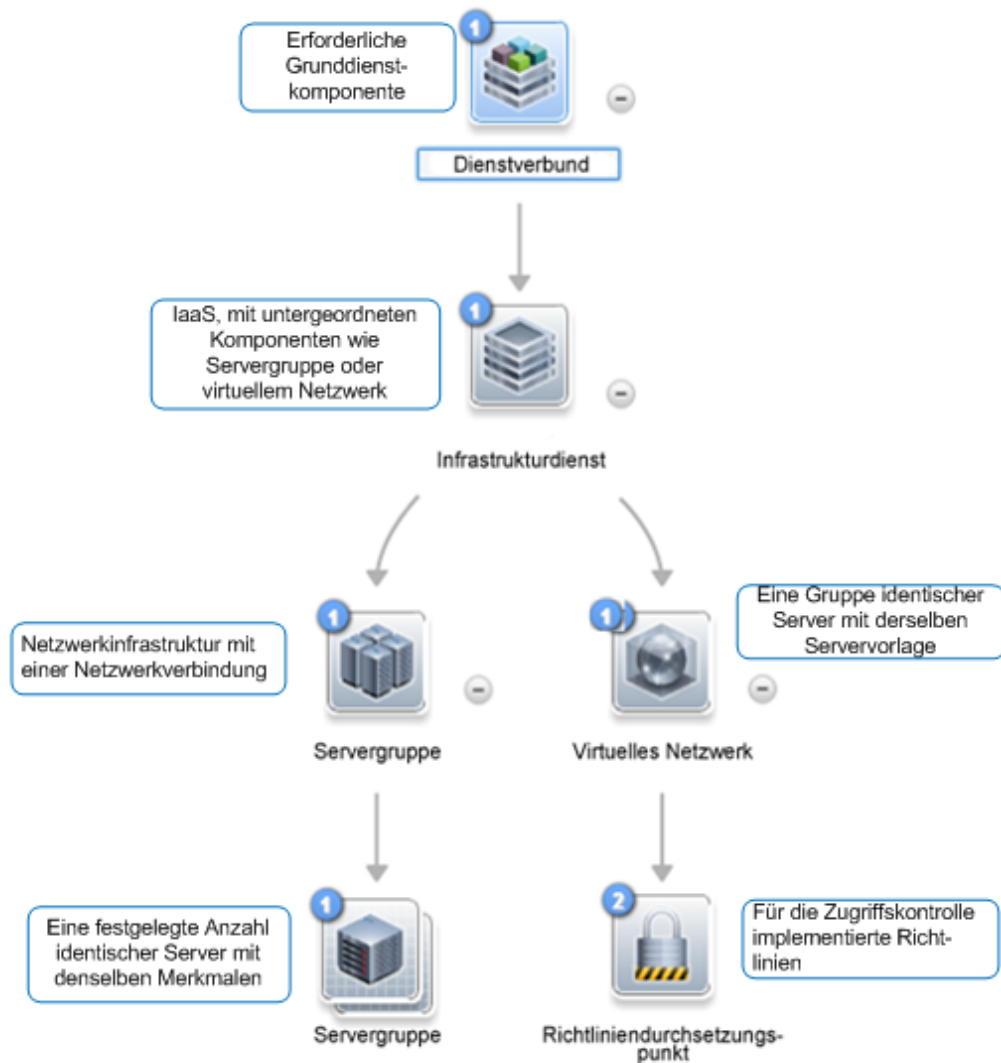 1
Erforderliche
Grunddienst-
komponente
Dienstverbund
1
IaaS, mit untergeordneten
Komponenten wie
Servergruppe oder
virtuellem Netzwerk
Infrastrukturdienst
1
Netzwerkinfrastruktur mit
einer Netzwerkverbindung
Servergruppe
1
Eine Gruppe identischer
Server mit derselben
Servervorlage
Virtuelles Netzwerk
1
Eine festgelegte Anzahl
identischer Server mit
denselben Merkmalen
Servergruppe
2
Für die Zugriffskontrolle
implementierte Richt-
linien
Richtliniendurchsetzungs-
punkt